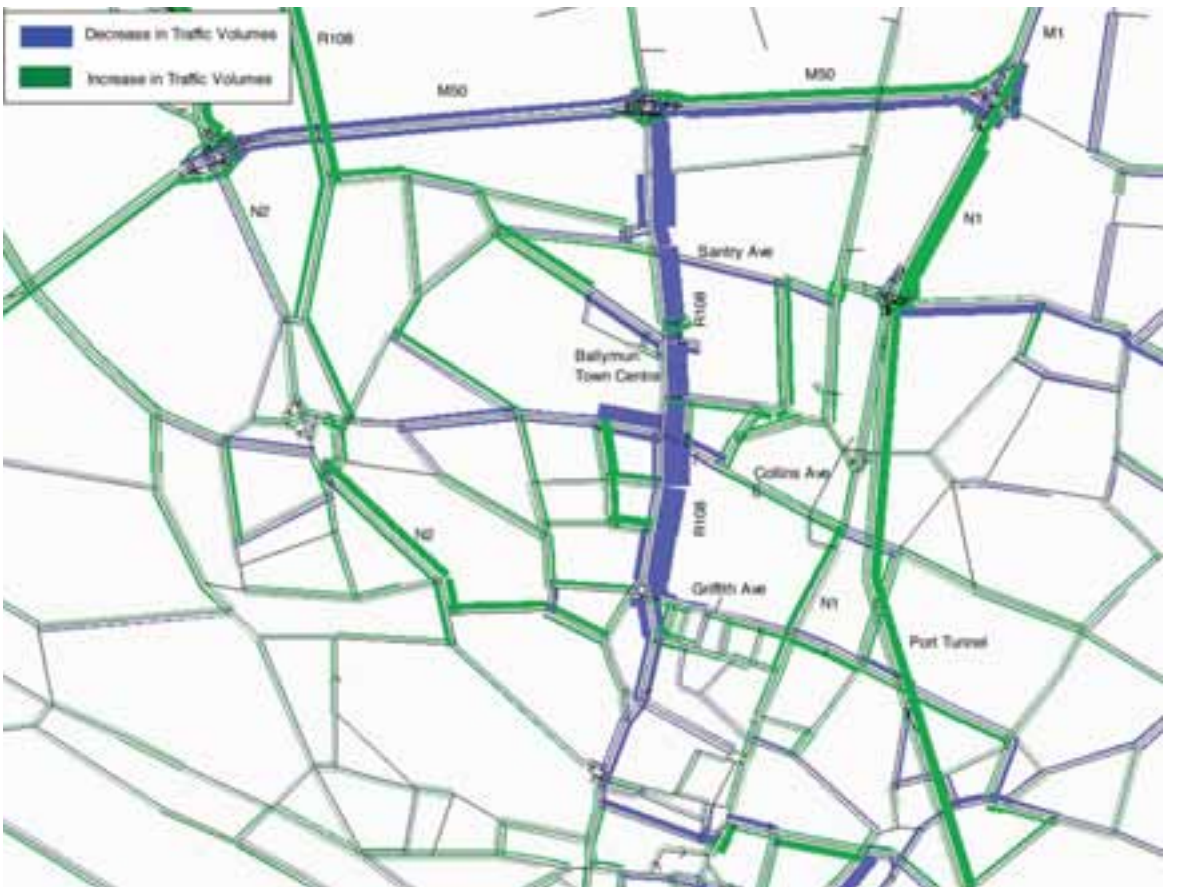 Decrease in Traffic Volumes
Increase in Traffic Volumes
R108
M50
M50
M1
N2
N1
Santry Ave
R108
Ballymun
Town Centre
Collins Ave
R108
N2
Griffith Ave
N1
Port Tunnel